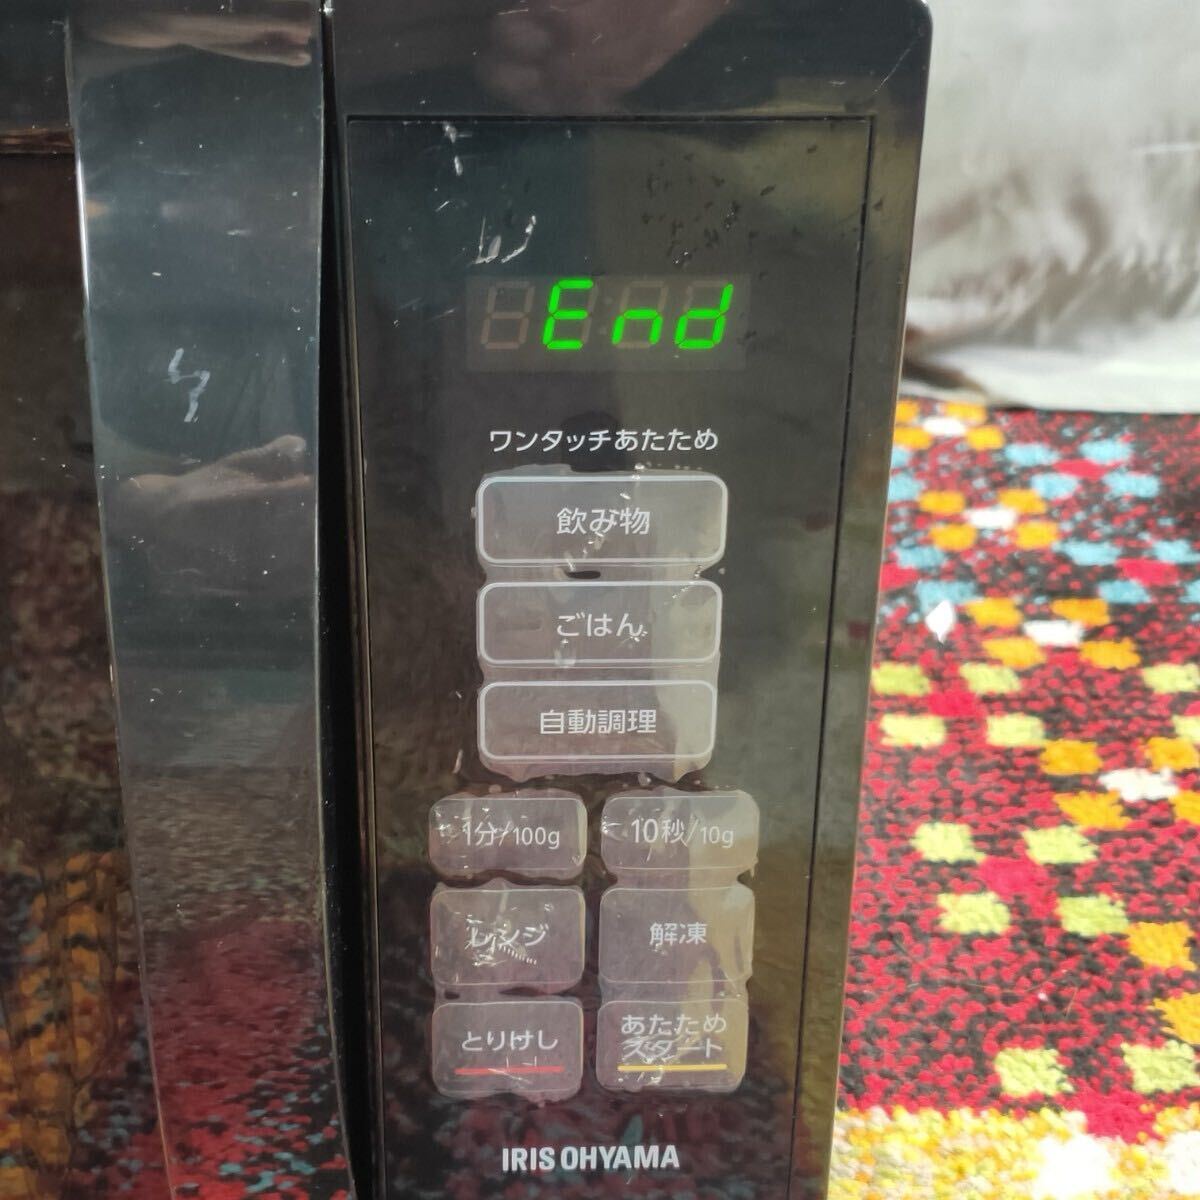 End
ワンタッチあたため
飲み物
ごはん
自動調理
1分/100g
10秒/10g
レンジ
解凍
とりけし
あたため
スタート
IRIS OHYAMA